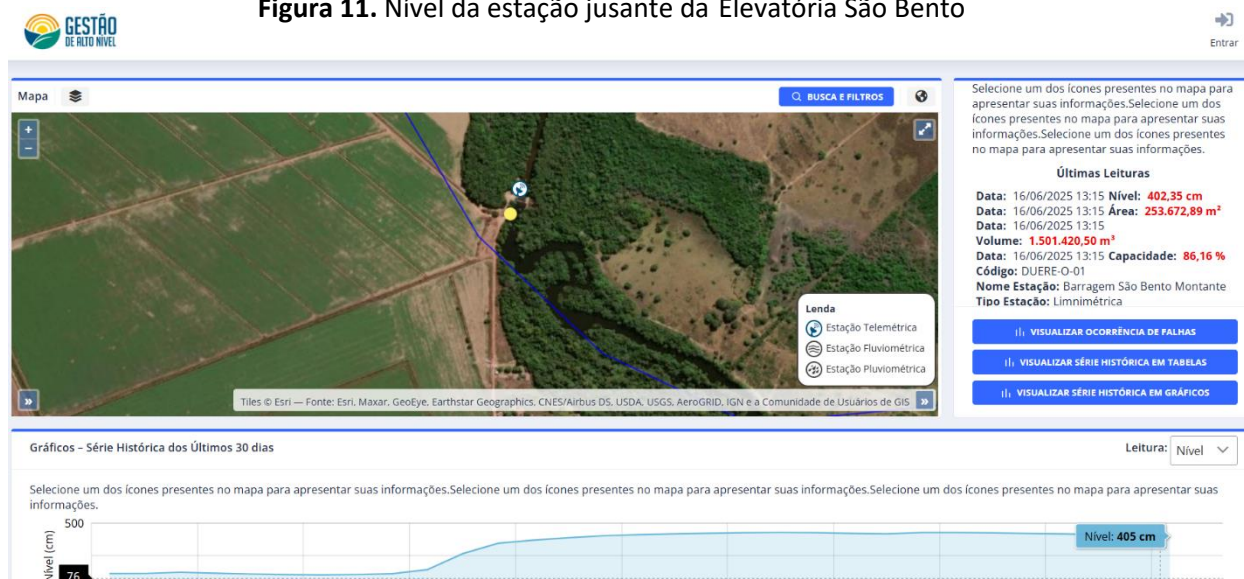 Figura 11. Nível da estação jusante da Elevatória São Bento
GESTÃO
DE ALTO NÍVEL
Entrar
Mapa
BUSCA E FILTROS
+
−
Lenda
Estação Telemétrica
Estação Fluviométrica
Estação Pluviométrica
»
Tiles © Esri — Fonte: Esri, Maxar, GeoEye, Earthstar Geographics, CNES/Airbus DS, USDA, USGS, AeroGRID, IGN e a Comunidade de Usuários de GIS
»
Selecione um dos ícones presentes no mapa para
apresentar suas informações.Selecione um dos
ícones presentes no mapa para apresentar suas
informações.Selecione um dos ícones presentes
no mapa para apresentar suas informações.
Últimas Leituras
Data: 16/06/2025 13:15 Nível: 402,35 cm
Data: 16/06/2025 13:15 Área: 253.672,89 m²
Data: 16/06/2025 13:15
Volume: 1.501.420,50 m³
Data: 16/06/2025 13:15 Capacidade: 86,16 %
Código: DUERE-O-01
Nome Estação: Barragem São Bento Montante
Tipo Estação: Limnimétrica
VISUALIZAR OCORRÊNCIA DE FALHAS
VISUALIZAR SÉRIE HISTÓRICA EM TABELAS
VISUALIZAR SÉRIE HISTÓRICA EM GRÁFICOS
Gráficos – Série Histórica dos Últimos 30 dias
Leitura: Nível
Selecione um dos ícones presentes no mapa para apresentar suas informações.Selecione um dos ícones presentes no mapa para apresentar suas informações.Selecione um dos ícones presentes no mapa para apresentar suas
informações.
500
Nível (cm)
Nível: 405 cm
76